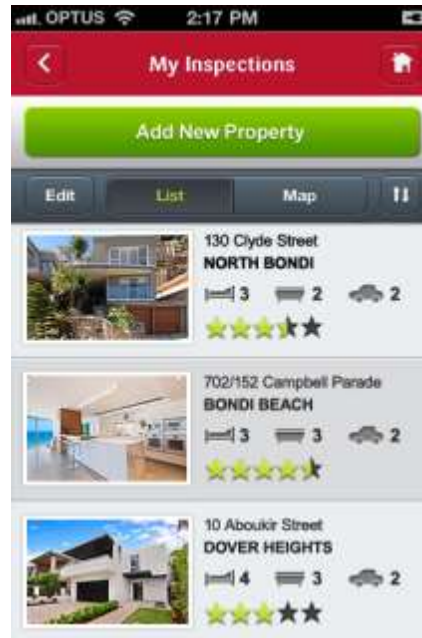 OPTUS 2:17 PM
My Inspections
Add New Property
Edit List Map
130 Clyde Street
NORTH BONDI
3 2 2
702/152 Campbell Parade
BONDI BEACH
3 3 2
10 Aboukir Street
DOVER HEIGHTS
4 3 2